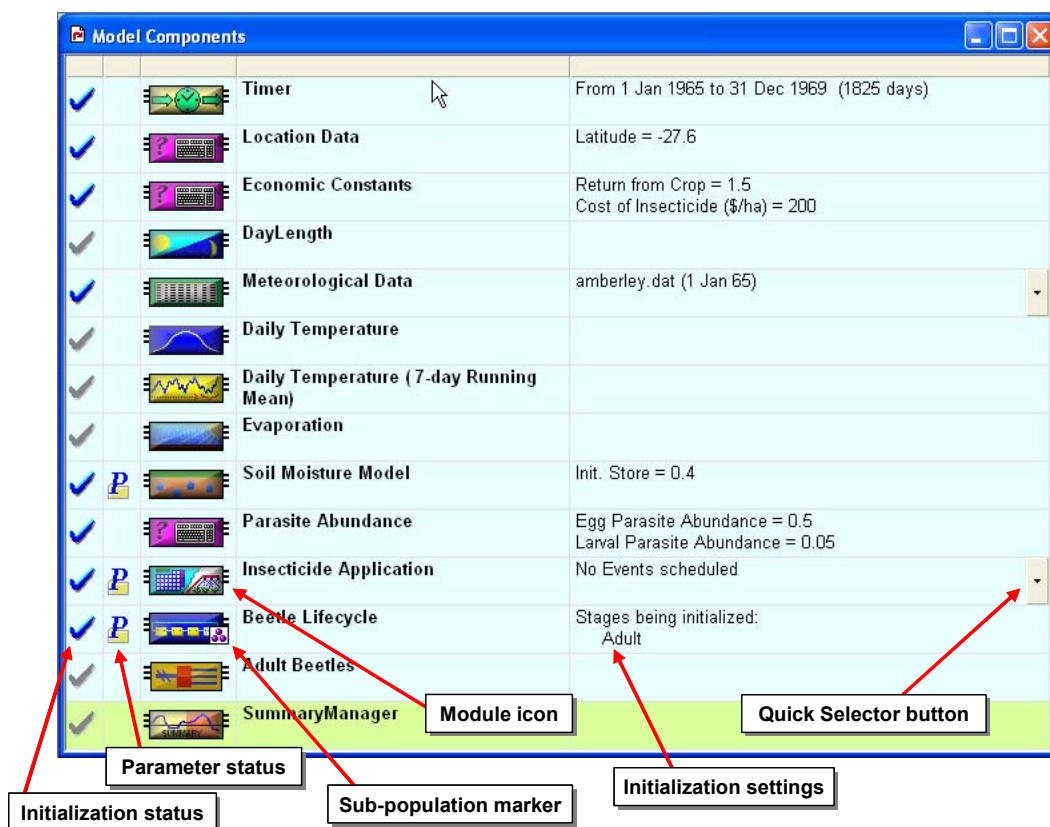 Model Components
Timer
From 1 Jan 1965 to 31 Dec 1969 (1825 days)
Location Data
Latitude = -27.6
Economic Constants
Return from Crop = 1.5
Cost of Insecticide ($/ha) = 200
DayLength
Meteorological Data
amberley.dat (1 Jan 65)
Daily Temperature
Daily Temperature (7-day Running
Mean)
Evaporation
P
Soil Moisture Model
Init. Store = 0.4
Parasite Abundance
Egg Parasite Abundance = 0.5
Larval Parasite Abundance = 0.05
P
Insecticide Application
No Events scheduled
P
Beetle Lifecycle
Stages being initialized:
Adult
Adult Beetles
SUMMARY
SummaryManager
Module icon
Quick Selector button
Parameter status
Initialization settings
Initialization status
Sub-population marker